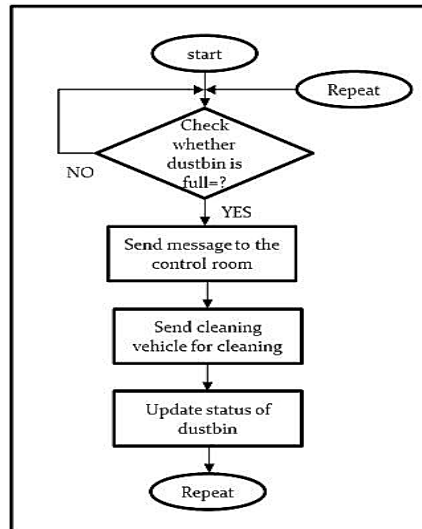 start
Repeat
Check
whether
dustbin is
full=?
NO
YES
Send message to the
control room
Send cleaning
vehicle for cleaning
Update status of
dustbin
Repeat